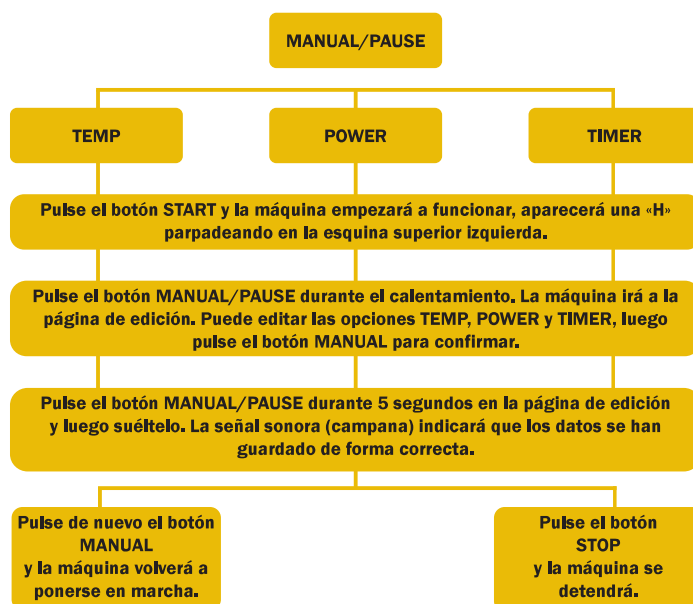 MANUAL/PAUSE
TEMP
POWER
TIMER
Pulse el botón START y la máquina empezará a funcionar, aparecerá una «H»
parpadeando en la esquina superior izquierda.
Pulse el botón MANUAL/PAUSE durante el calentamiento. La máquina irá a la
página de edición. Puede editar las opciones TEMP, POWER y TIMER, luego
pulse el botón MANUAL para confirmar.
Pulse el botón MANUAL/PAUSE durante 5 segundos en la página de edición
y luego suéltelo. La señal sonora (campana) indicará que los datos se han
guardado de forma correcta.
Pulse de nuevo el botón
MANUAL
y la máquina volverá a
ponerse en marcha.
Pulse el botón
STOP
y la máquina se
detendrá.